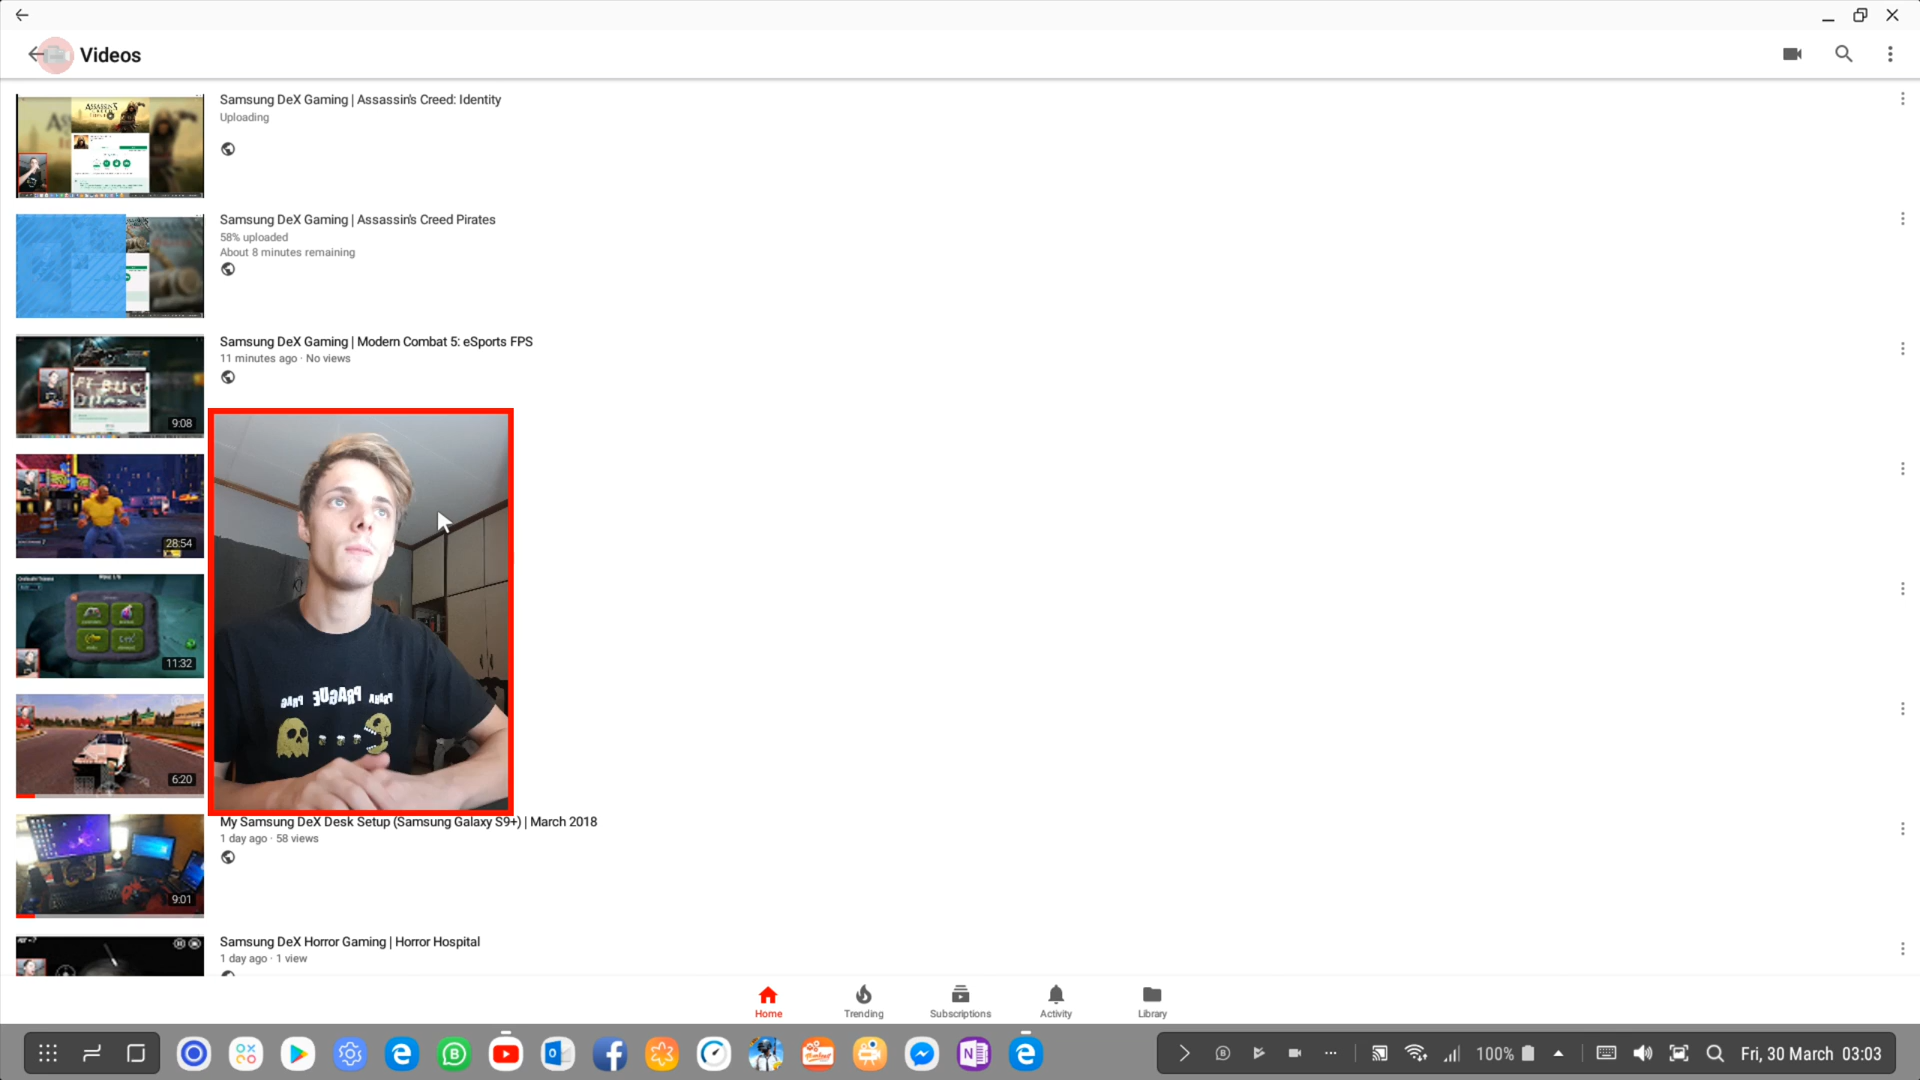 Videos
Samsung DeX Gaming | Assassin's Creed: Identity
Uploading
Samsung DeX Gaming | Assassin's Creed Pirates
58% uploaded
About 8 minutes remaining
Samsung DeX Gaming | Modern Combat 5: eSports FPS
11 minutes ago · No views
9:08
28:54
11:32
PRAGUE
6:20
My Samsung DeX Desk Setup (Samsung Galaxy S9+) | March 2018
1 day ago · 58 views
9:01
Samsung DeX Horror Gaming | Horror Hospital
1 day ago · 1 view
Home
Trending
Subscriptions
Activity
Library
100%
Fri, 30 March 03:03